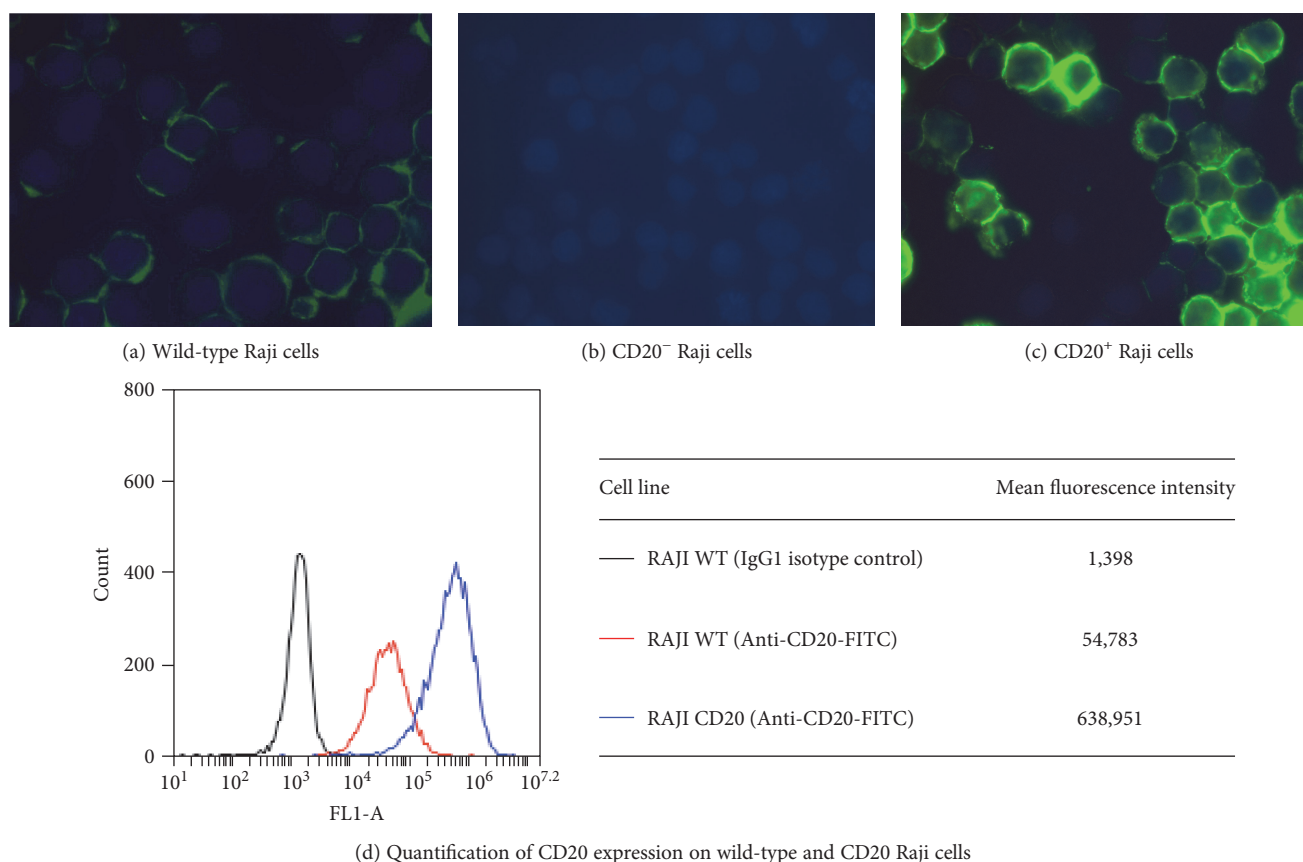 (a) Wild-type Raji cells
(b) CD20⁻ Raji cells
(c) CD20⁺ Raji cells
800
600
400
200
0
Count
10¹ 10² 10³ 10⁴ 10⁵ 10⁶ 10⁷·²
FL1-A
Cell line Mean fluorescence intensity
RAJI WT (IgG1 isotype control) 1,398
RAJI WT (Anti-CD20-FITC) 54,783
RAJI CD20 (Anti-CD20-FITC) 638,951
(d) Quantification of CD20 expression on wild-type and CD20 Raji cells